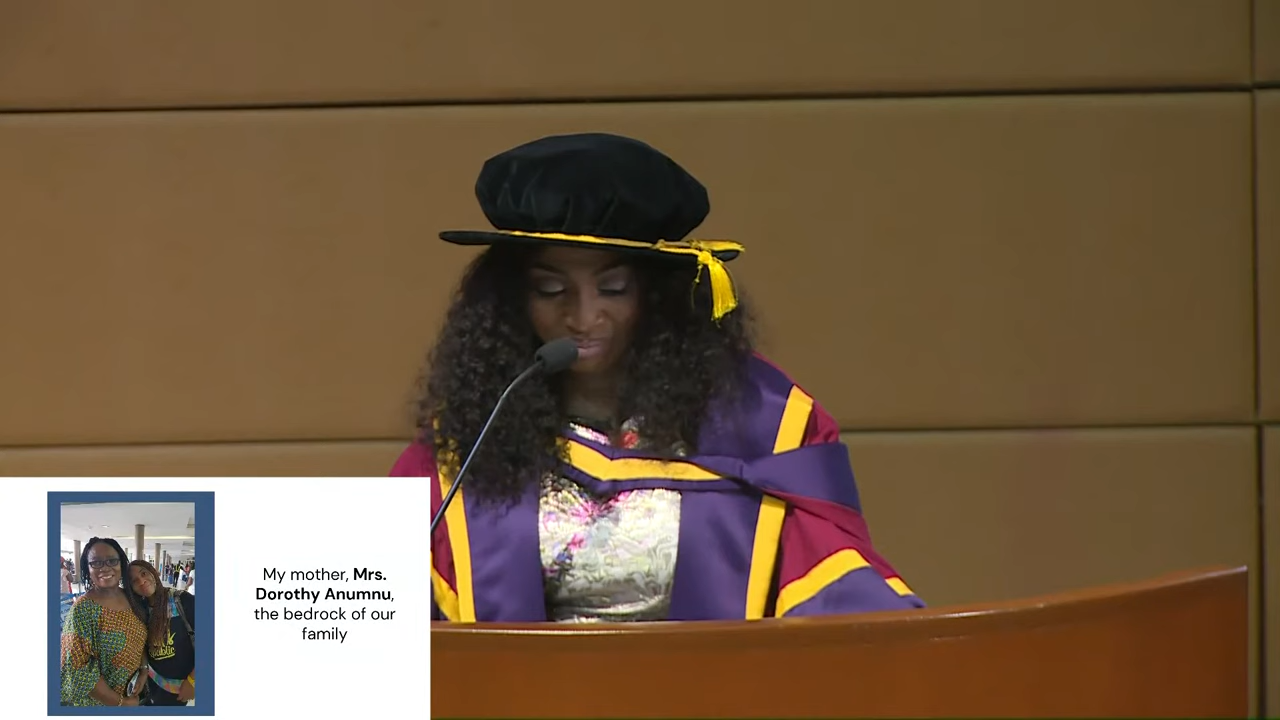 My mother, Mrs.
Dorothy Anumnu,
the bedrock of our
family